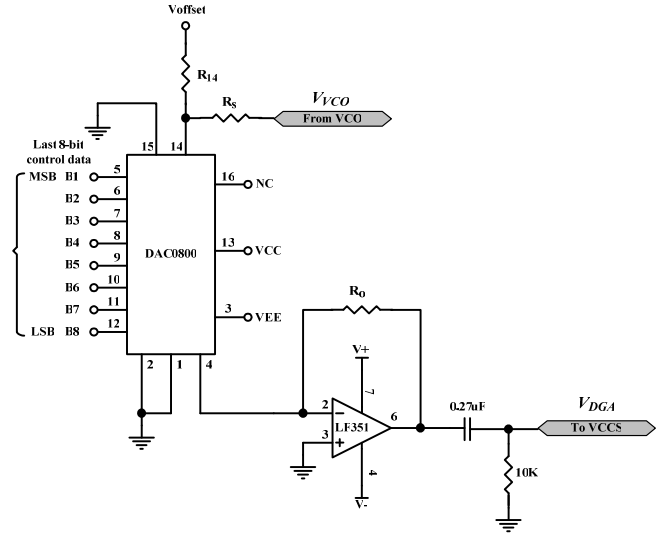 Voffset
R14
Rs
VVCO
From VCO
15
14
Last 8-bit
control data
MSB B1 5
B2 6
B3 7
B4 8
B5 9
B6 10
B7 11
LSB B8 12
DAC0800
16 NC
13 VCC
3 VEE
2
1
4
RO
V+
7
2
−
3
+
LF351
6
4
V-
0.27uF
VDGA
To VCCS
10K